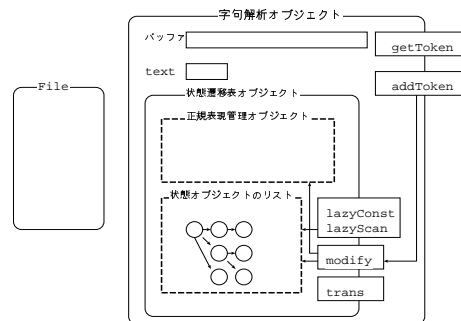 字句解析オブジェクト
バッファ
getToken
text
addToken
File
状態遷移表オブジェクト
正規表現管理オブジェクト
状態オブジェクトのリスト
lazyConst
lazyScan
modify
trans